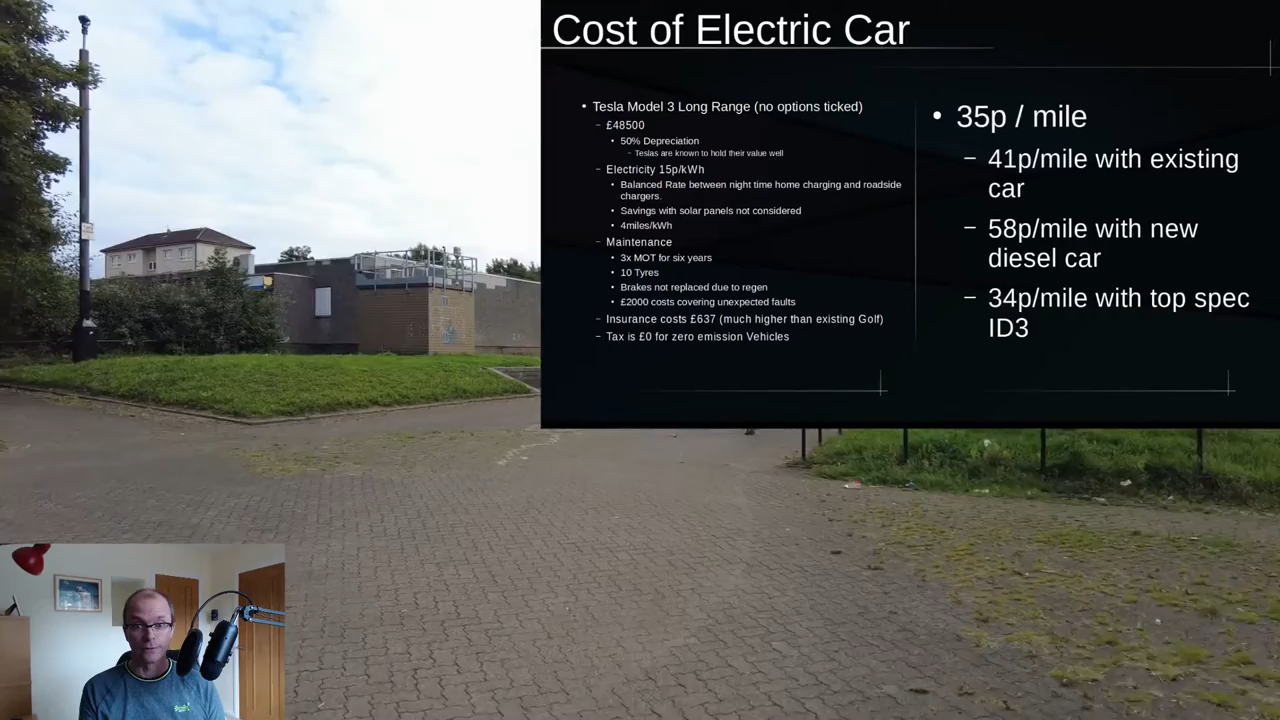 Cost of Electric Car
• Tesla Model 3 Long Range (no options ticked)
– £48500
• 50% Depreciation
– Teslas are known to hold their value well
– Electricity 15p/kWh
• Balanced Rate between night time home charging and roadside
chargers.
• Savings with solar panels not considered
• 4miles/kWh
– Maintenance
• 3x MOT for six years
• 10 Tyres
• Brakes not replaced due to regen
• £2000 costs covering unexpected faults
– Insurance costs £637 (much higher than existing Golf)
– Tax is £0 for zero emission Vehicles
• 35p / mile
– 41p/mile with existing
car
– 58p/mile with new
diesel car
– 34p/mile with top spec
ID3